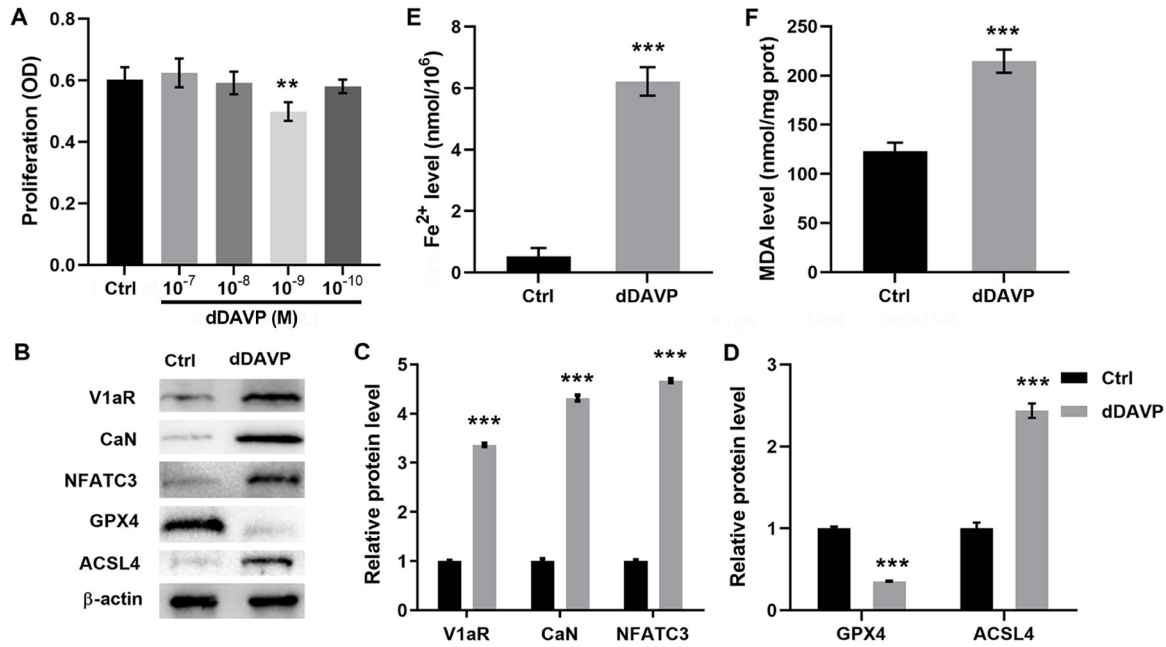 A
Proliferation (OD)
0.8
0.6
0.4
0.2
0.0
**
Ctrl
10⁻⁷
10⁻⁸
10⁻⁹
10⁻¹⁰
dDAVP (M)
E
Fe²⁺ level (nmol/10⁶)
8
6
4
2
0
***
Ctrl
dDAVP
F
MDA level (nmol/mg prot)
250
200
150
100
50
0
***
Ctrl
dDAVP
B
Ctrl dDAVP
V1aR
CaN
NFATC3
GPX4
ACSL4
β-actin
C
Relative protein level
5
4
3
2
1
0
***
***
***
V1aR
CaN
NFATC3
D
Relative protein level
3
2
1
0
***
***
GPX4
ACSL4
Ctrl
dDAVP